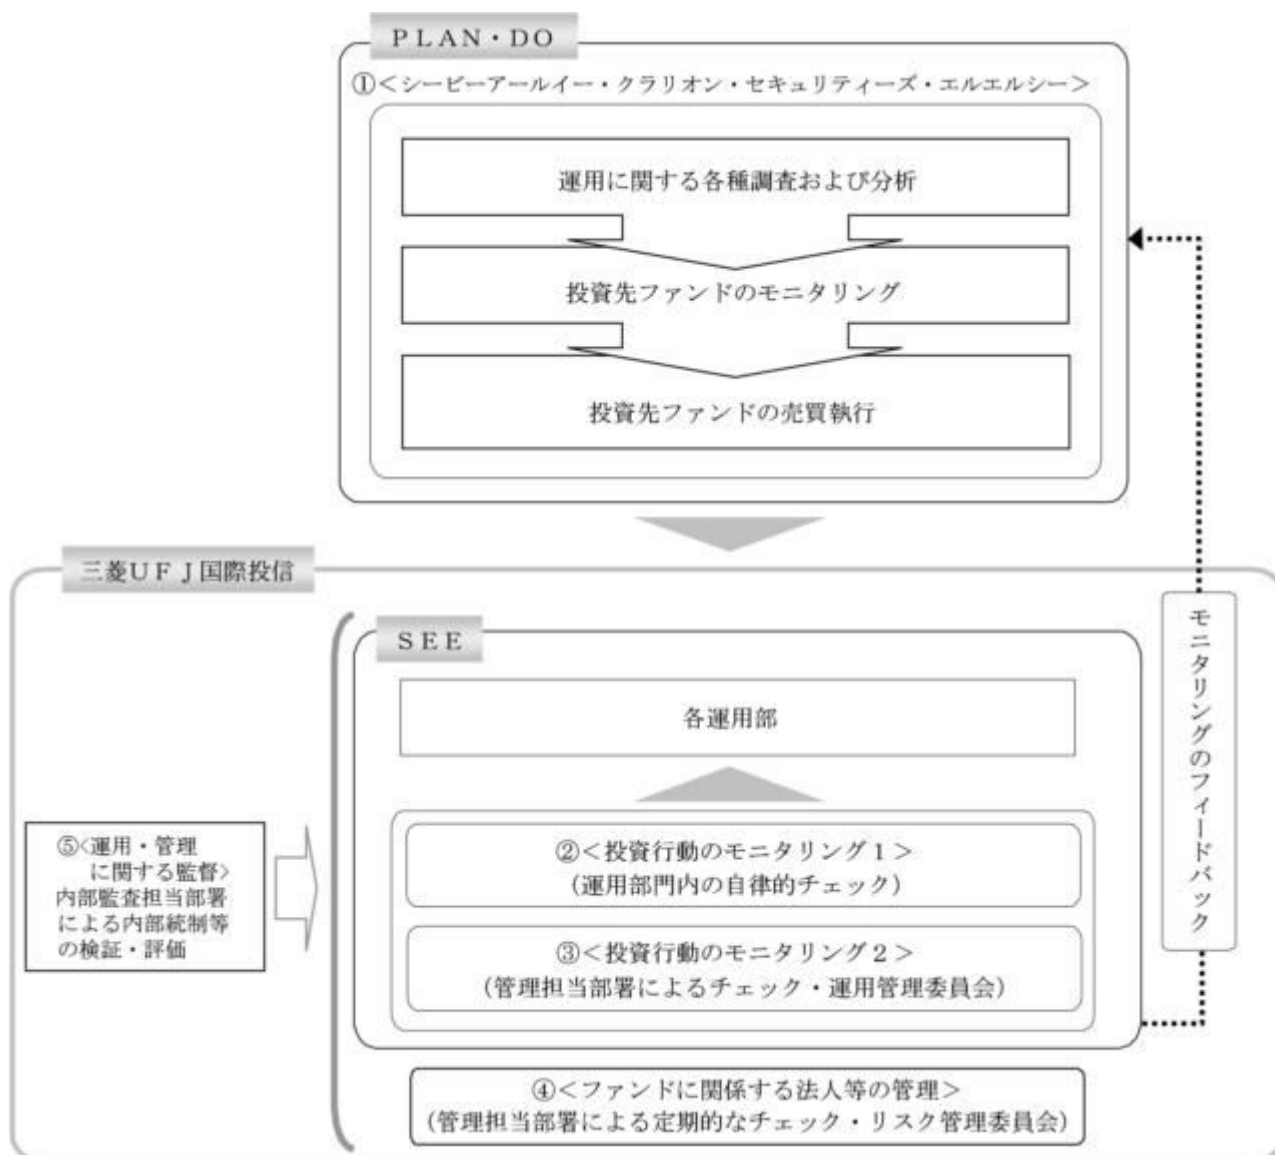 PLAN・DO
①＜シービーアールイー・クラリオン・セキュリティーズ・エルエルシー＞
運用に関する各種調査および分析
投資先ファンドのモニタリング
投資先ファンドの売買執行
三菱ＵＦＪ国際投信
SEE
各運用部
②＜投資行動のモニタリング１＞
（運用部門内の自律的チェック）
③＜投資行動のモニタリング２＞
（管理担当部署によるチェック・運用管理委員会）
④＜ファンドに関係する法人等の管理＞
（管理担当部署による定期的なチェック・リスク管理委員会）
⑤<運用・管理
に関する監督>
内部監査担当部署
による内部統制等
の検証・評価
モニタリングのフィードバック